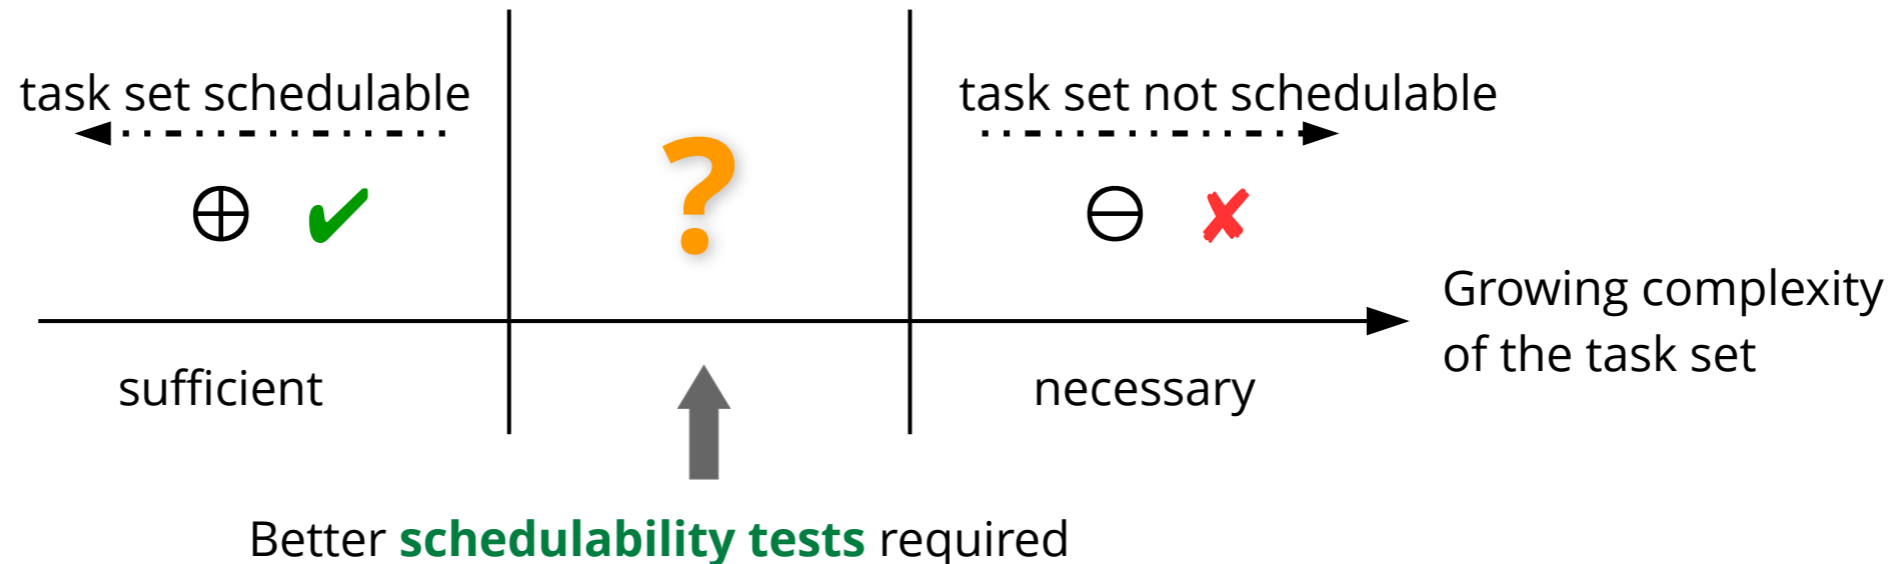 task set schedulable
task set not schedulable
?
Growing complexity
of the task set
sufficient
necessary
Better schedulability tests required